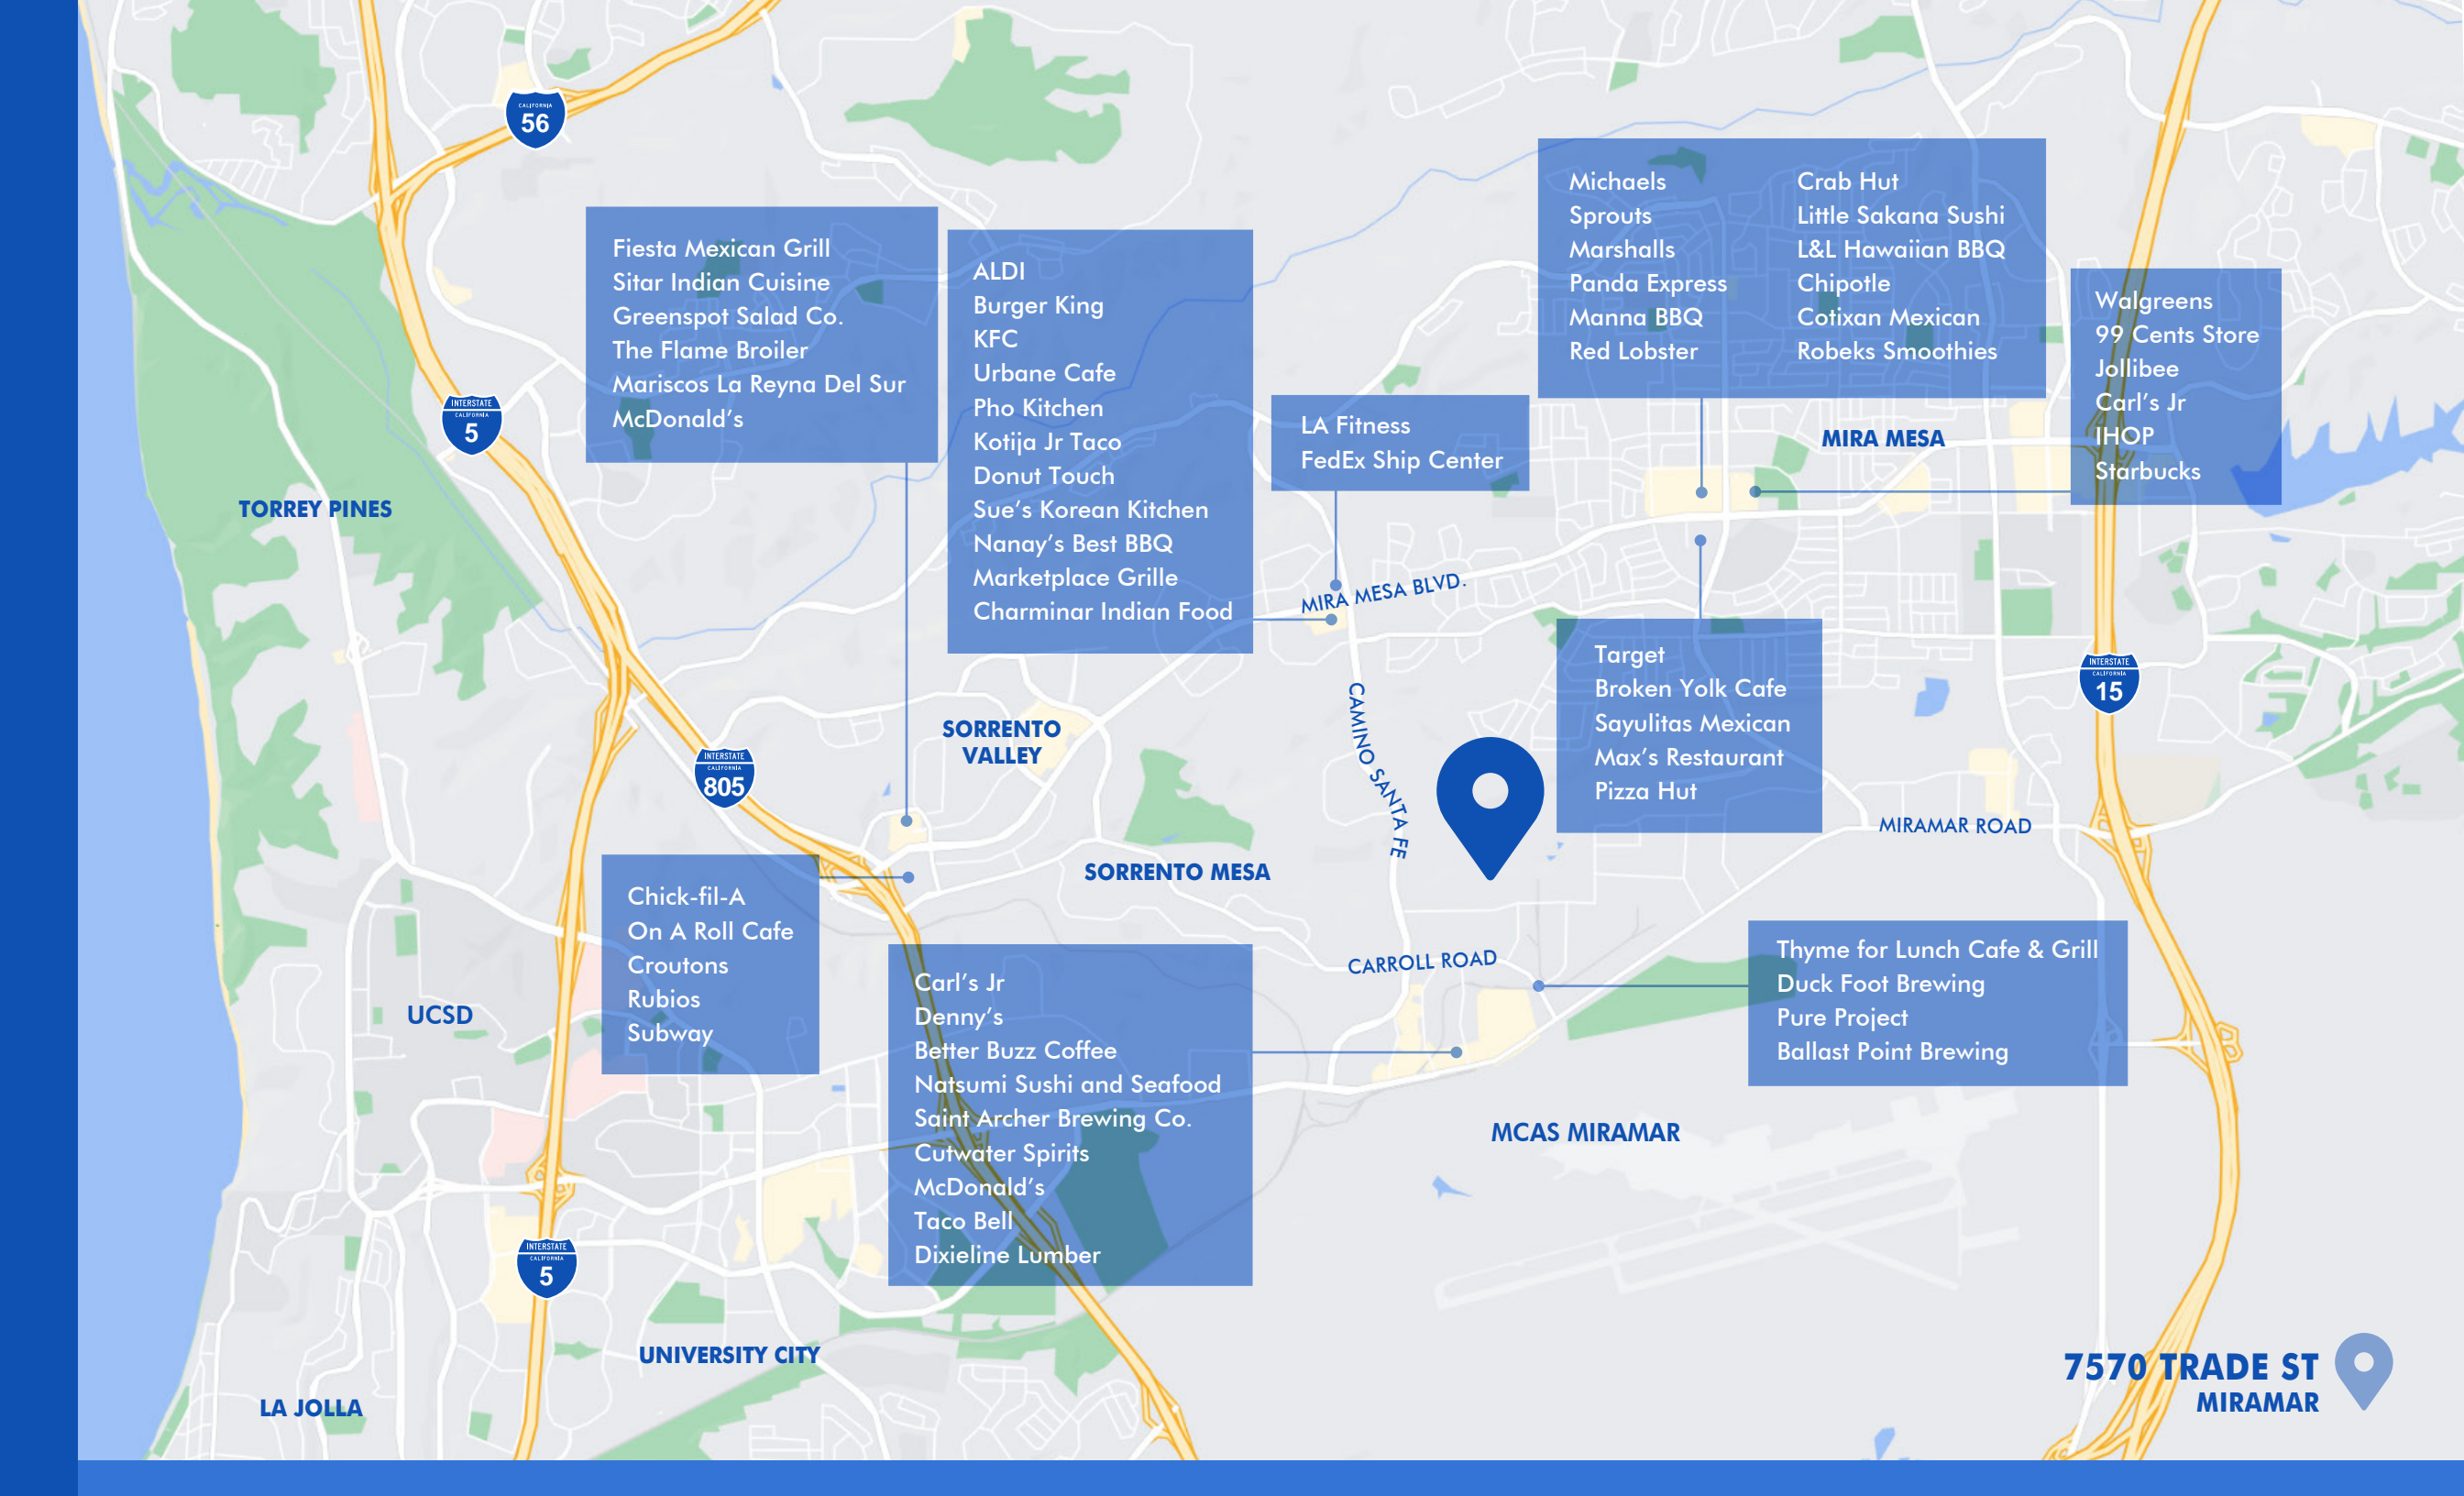 CALIFORNIA
56
Fiesta Mexican Grill
Sitar Indian Cuisine
Greenspot Salad Co.
The Flame Broiler
Mariscos La Reyna Del Sur
McDonald's
ALDI
Burger King
KFC
Urbane Cafe
Pho Kitchen
Kotija Jr Taco
Donut Touch
Sue's Korean Kitchen
Nanay's Best BBQ
Marketplace Grille
Charminar Indian Food
LA Fitness
FedEx Ship Center
Michaels
Sprouts
Marshalls
Panda Express
Manna BBQ
Red Lobster
Crab Hut
Little Sakana Sushi
L&L Hawaiian BBQ
Chipotle
Cotixan Mexican
Robeks Smoothies
Walgreens
99 Cents Store
Jollibee
Carl's Jr
IHOP
Starbucks
INTERSTATE
CALIFORNIA
5
MIRA MESA
TORREY PINES
MIRA MESA BLVD.
Target
Broken Yolk Cafe
Sayulitas Mexican
Max's Restaurant
Pizza Hut
INTERSTATE
CALIFORNIA
15
SORRENTO
VALLEY
CAMINO SANTA FE
INTERSTATE
CALIFORNIA
805
MIRAMAR ROAD
SORRENTO MESA
Chick-fil-A
On A Roll Cafe
Croutons
Rubios
Subway
CARROLL ROAD
Thyme for Lunch Cafe & Grill
Duck Foot Brewing
Pure Project
Ballast Point Brewing
UCSD
Carl's Jr
Denny's
Better Buzz Coffee
Natsumi Sushi and Seafood
Saint Archer Brewing Co.
Cutwater Spirits
McDonald's
Taco Bell
Dixieline Lumber
MCAS MIRAMAR
INTERSTATE
CALIFORNIA
5
UNIVERSITY CITY
LA JOLLA
7570 TRADE ST
MIRAMAR